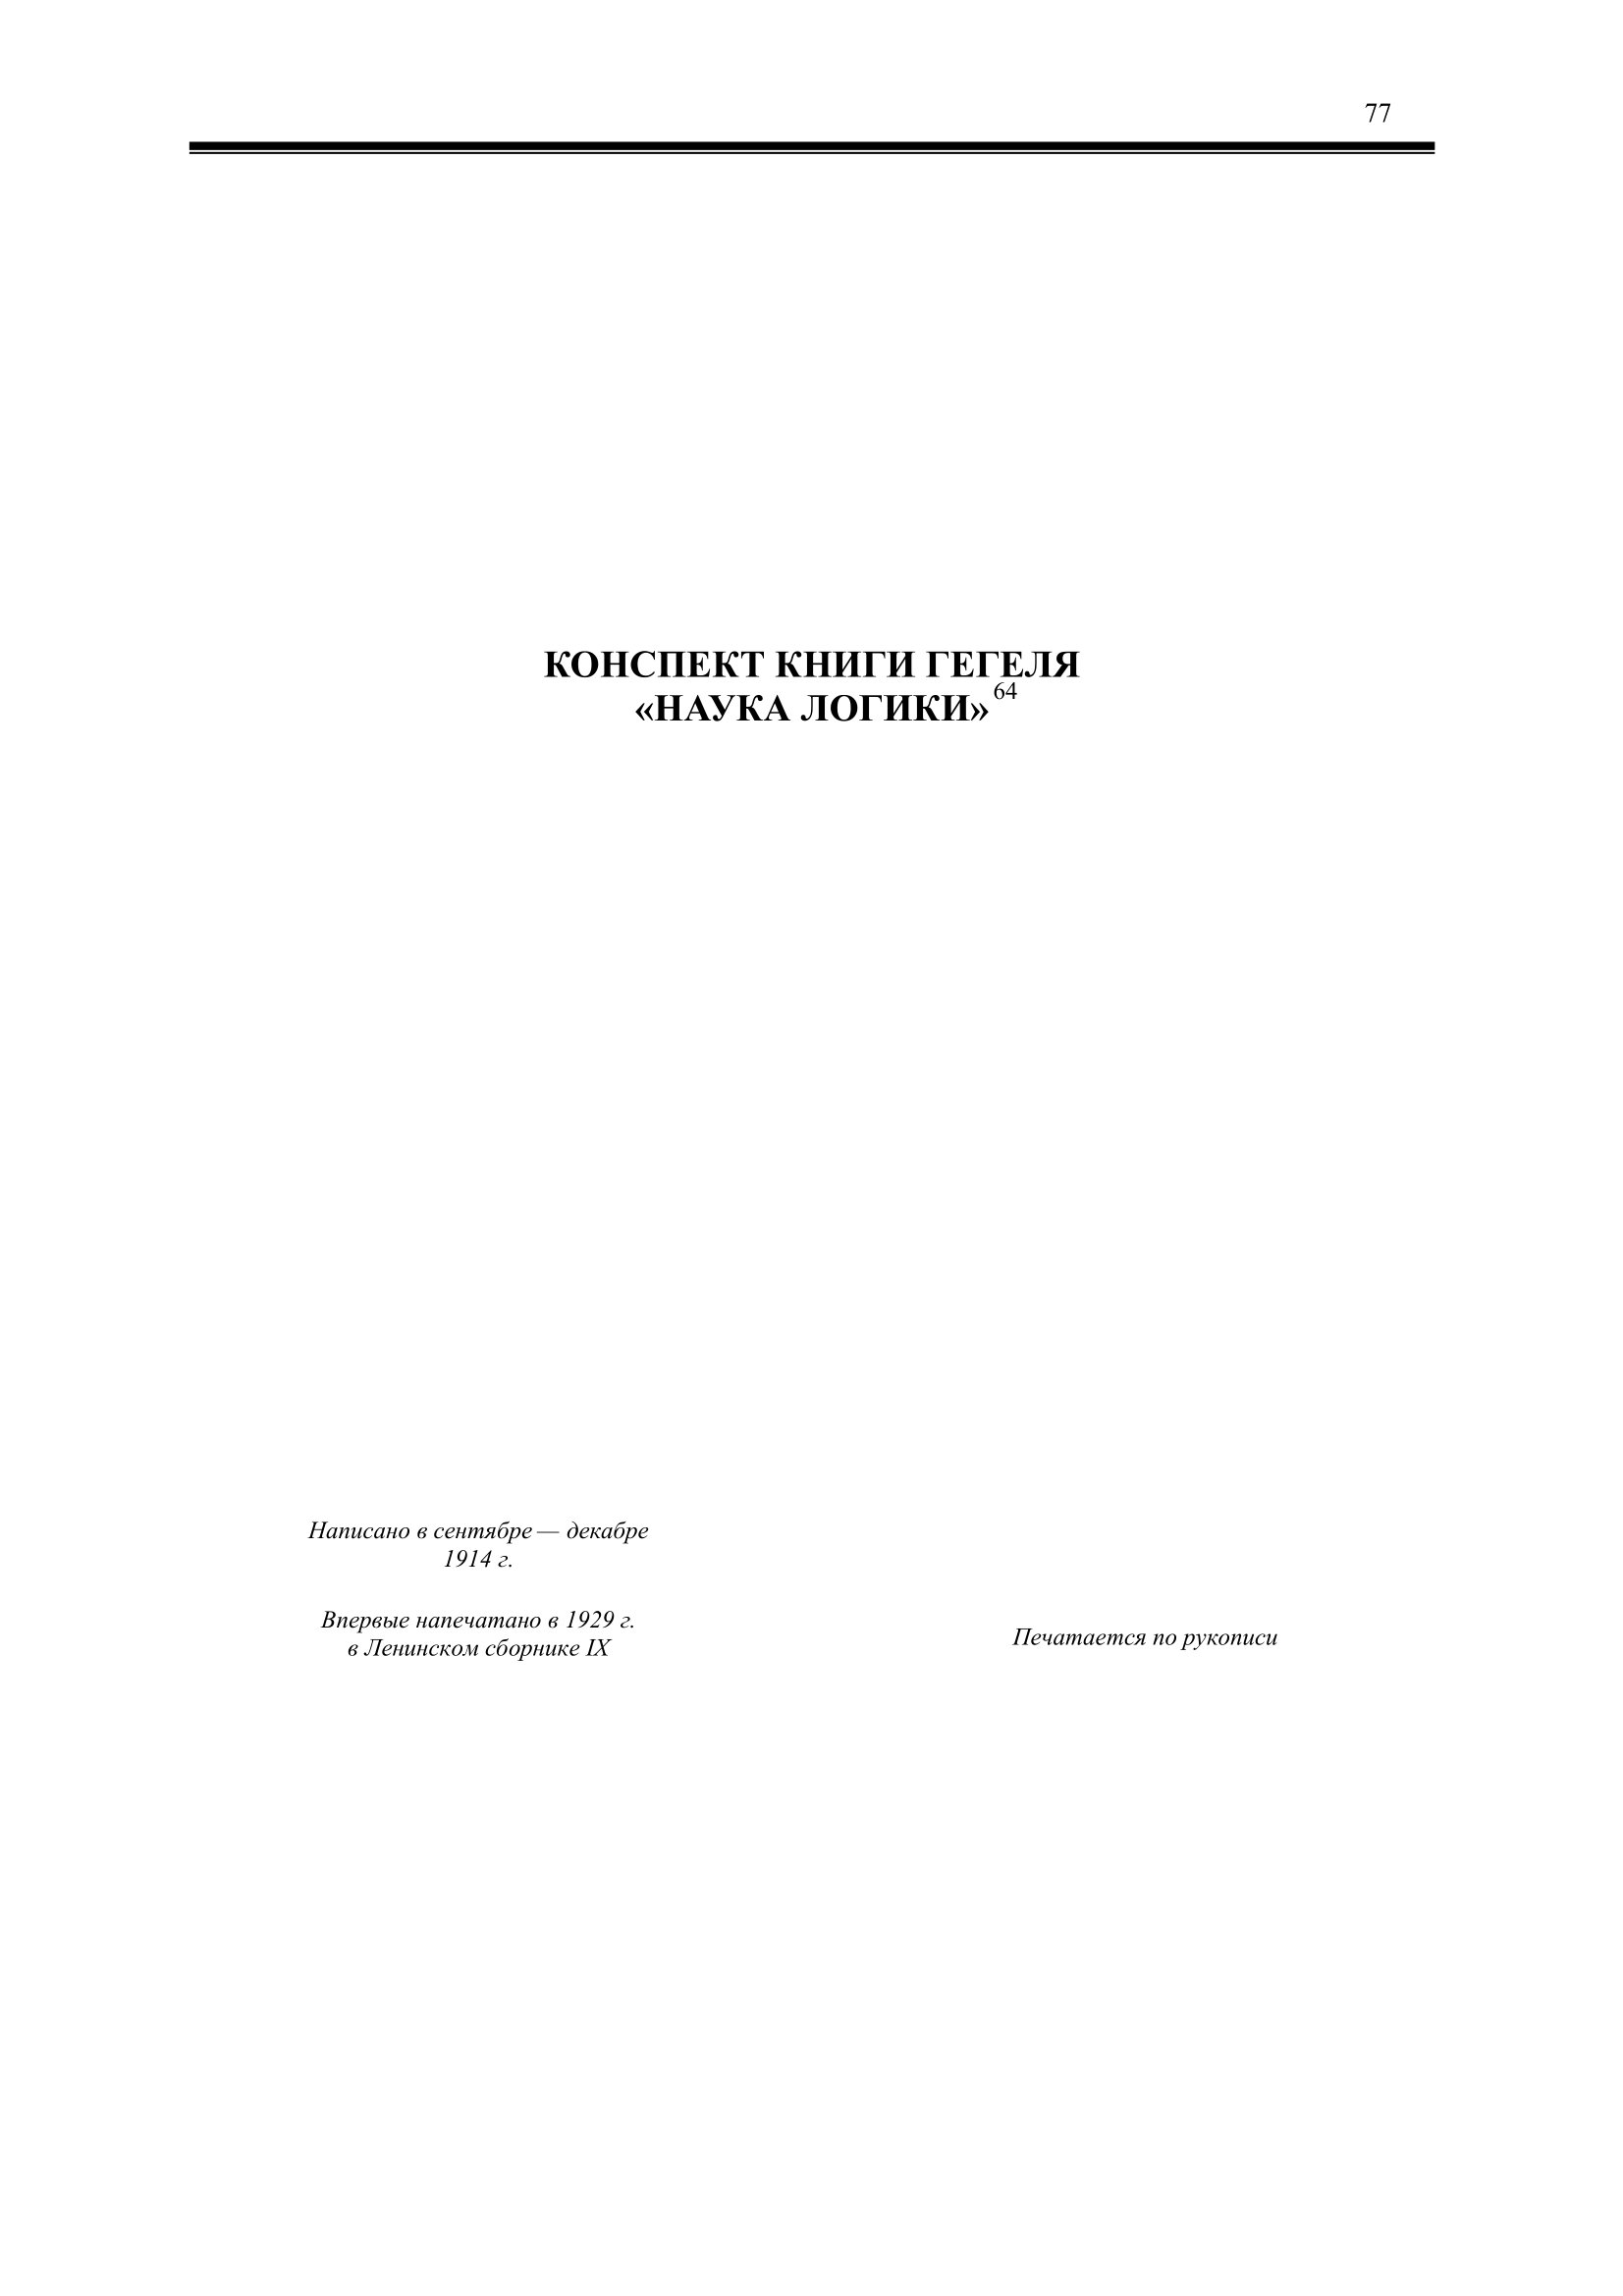 77
КОНСПЕКТ КНИГИ ГЕГЕЛЯ
«НАУКА ЛОГИКИ» 64
Написано в сентябре — декабре
1914 г.
Впервые напечатано в 1929 г.
в Ленинском сборнике IX
Печатается по рукописи